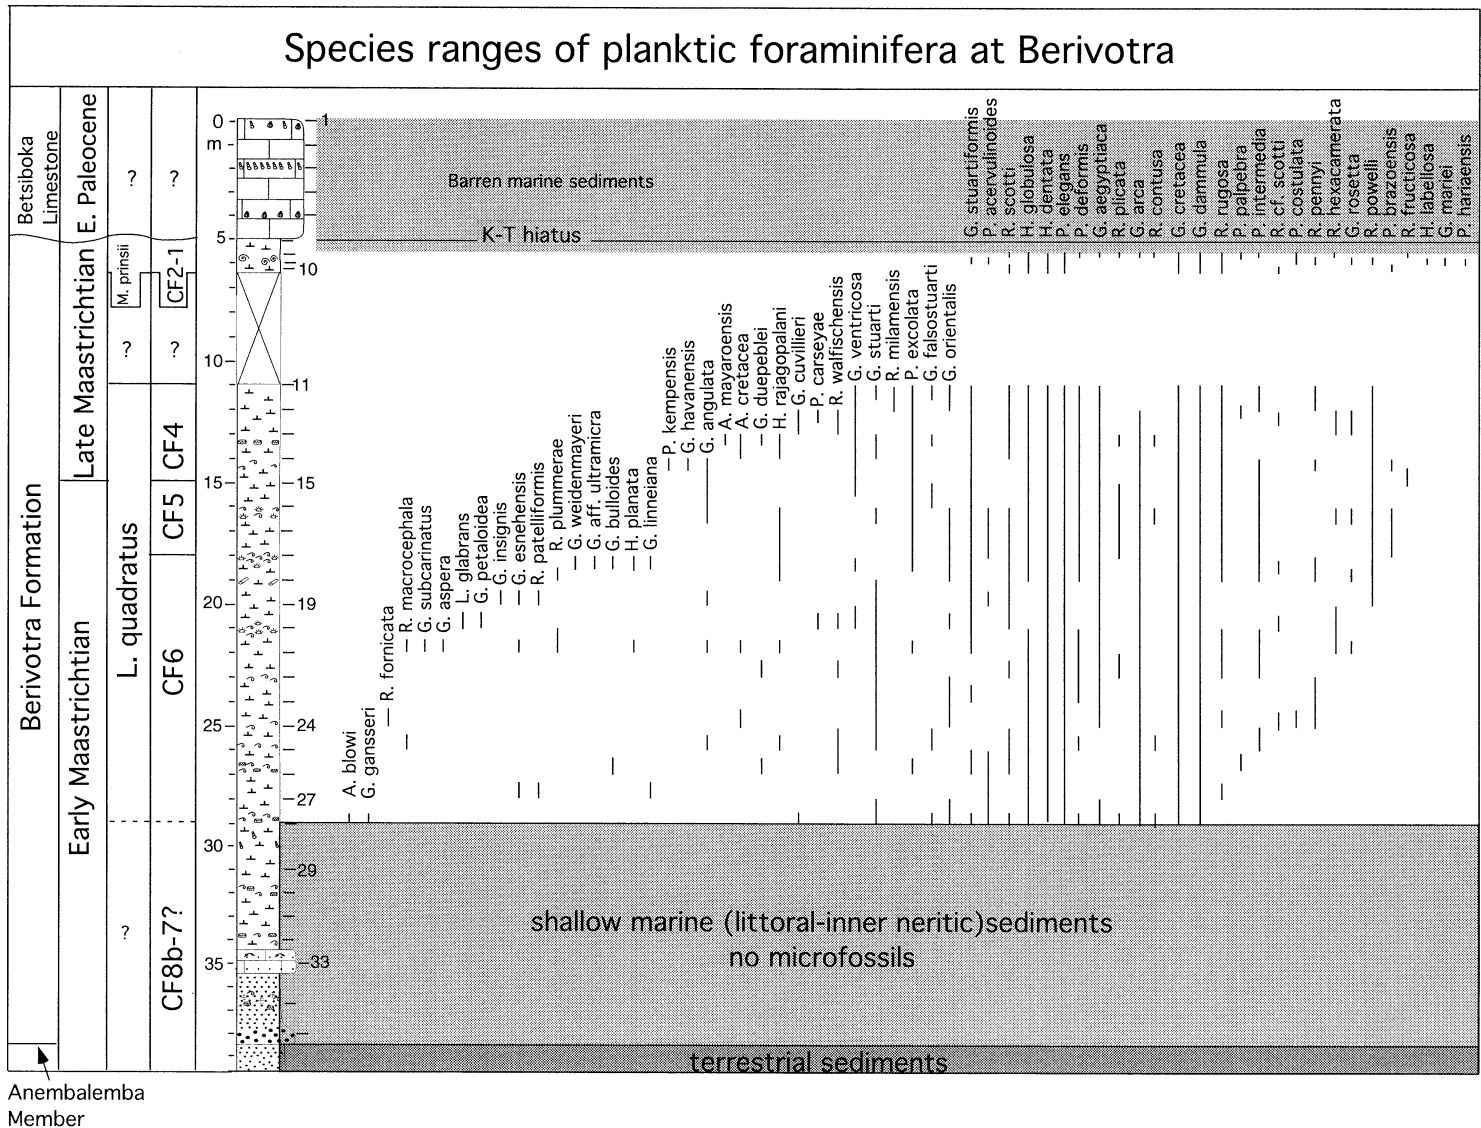 Species ranges of planktic foraminifera at Berivotra
Betsiboka
Limestone
E. Paleocene
?
?
Berivotra Formation
Late Maastrichtian
Early Maastrichtian
M. prinsii
CF2-1
?
?
L. quadratus
CF4
CF5
CF6
?
CF8b-7?
Anembalemba
Member
0
m
5
10
15
20
25
30
35
1
10
11
15
19
24
27
29
33
Barren marine sediments
K-T hiatus
A. blowi
G. gansseri
R. fornicata
R. macrocephala
G. subcarinatus
G. aspera
L. glabrans
G. petaloidea
G. insignis
G. esnehensis
R. patelliformis
R. plummerae
G. weidenmayeri
G. aff. ultramicra
G. bulloides
H. planata
G. linneiana
P. kempensis
G. havanensis
G. angulata
A. mayaroensis
A. cretacea
G. duepeblei
H. rajagopalani
G. cuvillieri
P. carseyae
R. walfischensis
G. ventricosa
G. stuarti
R. milamensis
P. excolata
G. falsostuarti
G. orientalis
G. stuartiformis
P. acervulinoides
R. scotti
H. globulosa
H. dentata
P. elegans
P. deformis
G. aegyptiaca
R. plicata
G. arca
R. contusa
G. cretacea
G. dammula
R. rugosa
P. palpebra
P. intermedia
R. cf. scotti
P. costulata
R. pennyi
R. hexacamerata
G. rosetta
R. powelli
P. brazoensis
R. fructicosa
H. labellosa
G. mariei
P. hariaensis
shallow marine (littoral-inner neritic)sediments
no microfossils
terrestrial sediments